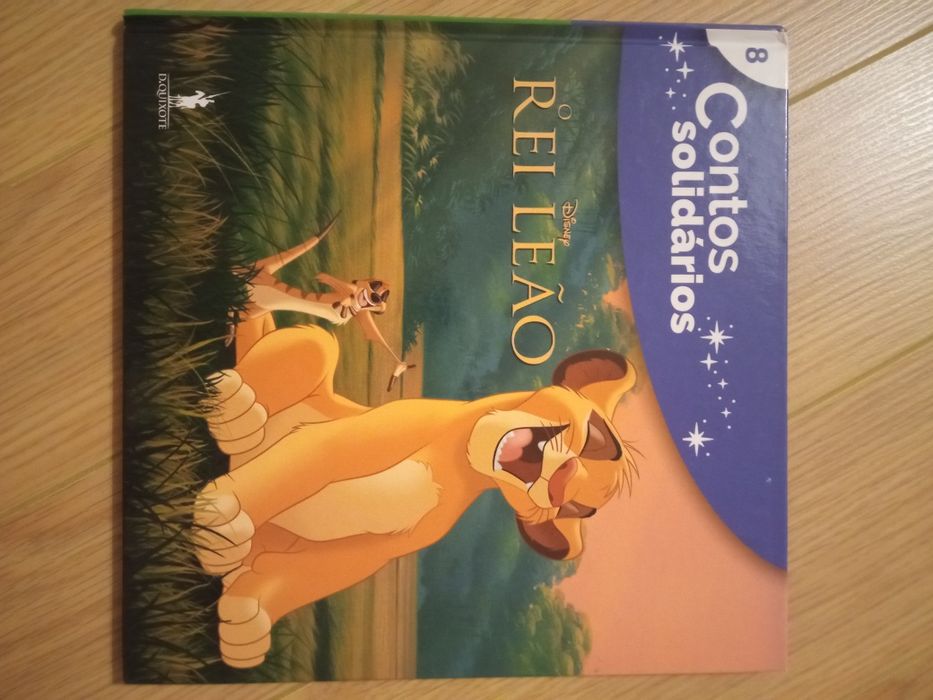 8
Contos
solidários
Disney
O
REI LEÃO
D.QUIXOTE